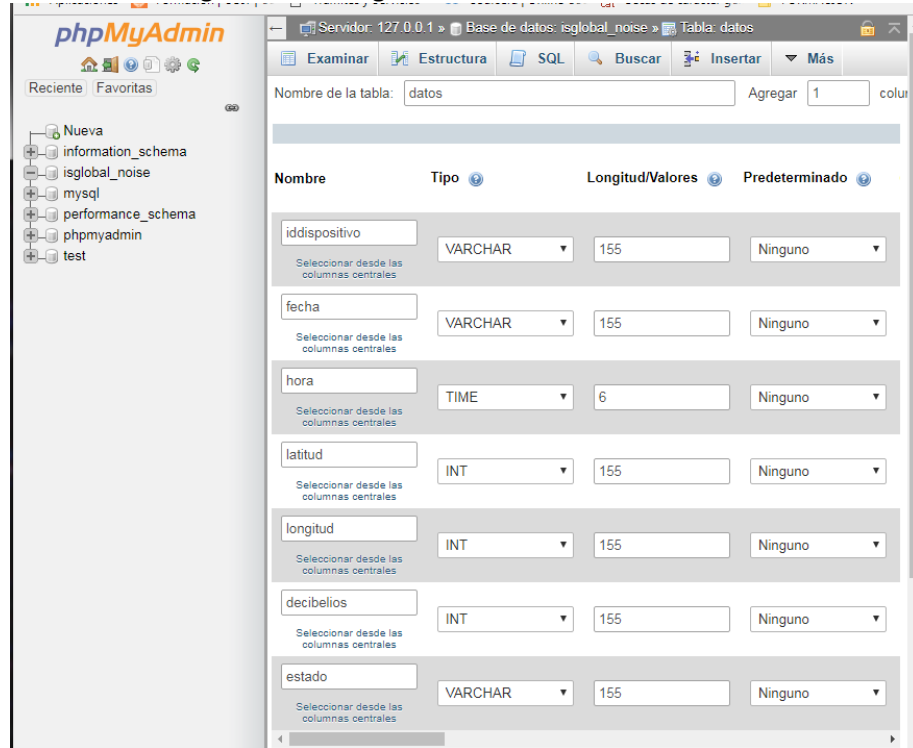 phpMyAdmin
Reciente Favoritas
Nueva
information_schema
isglobal_noise
mysql
performance_schema
phpmyadmin
test
Servidor: 127.0.0.1 » Base de datos: isglobal_noise » Tabla: datos
Examinar Estructura SQL Buscar Insertar Más
Nombre de la tabla: datos Agregar 1 colur
Nombre Tipo Longitud/Valores Predeterminado
iddispositivo VARCHAR 155 Ninguno
Seleccionar desde las
columnas centrales
fecha VARCHAR 155 Ninguno
Seleccionar desde las
columnas centrales
hora TIME 6 Ninguno
Seleccionar desde las
columnas centrales
latitud INT 155 Ninguno
Seleccionar desde las
columnas centrales
longitud INT 155 Ninguno
Seleccionar desde las
columnas centrales
decibelios INT 155 Ninguno
Seleccionar desde las
columnas centrales
estado VARCHAR 155 Ninguno
Seleccionar desde las
columnas centrales